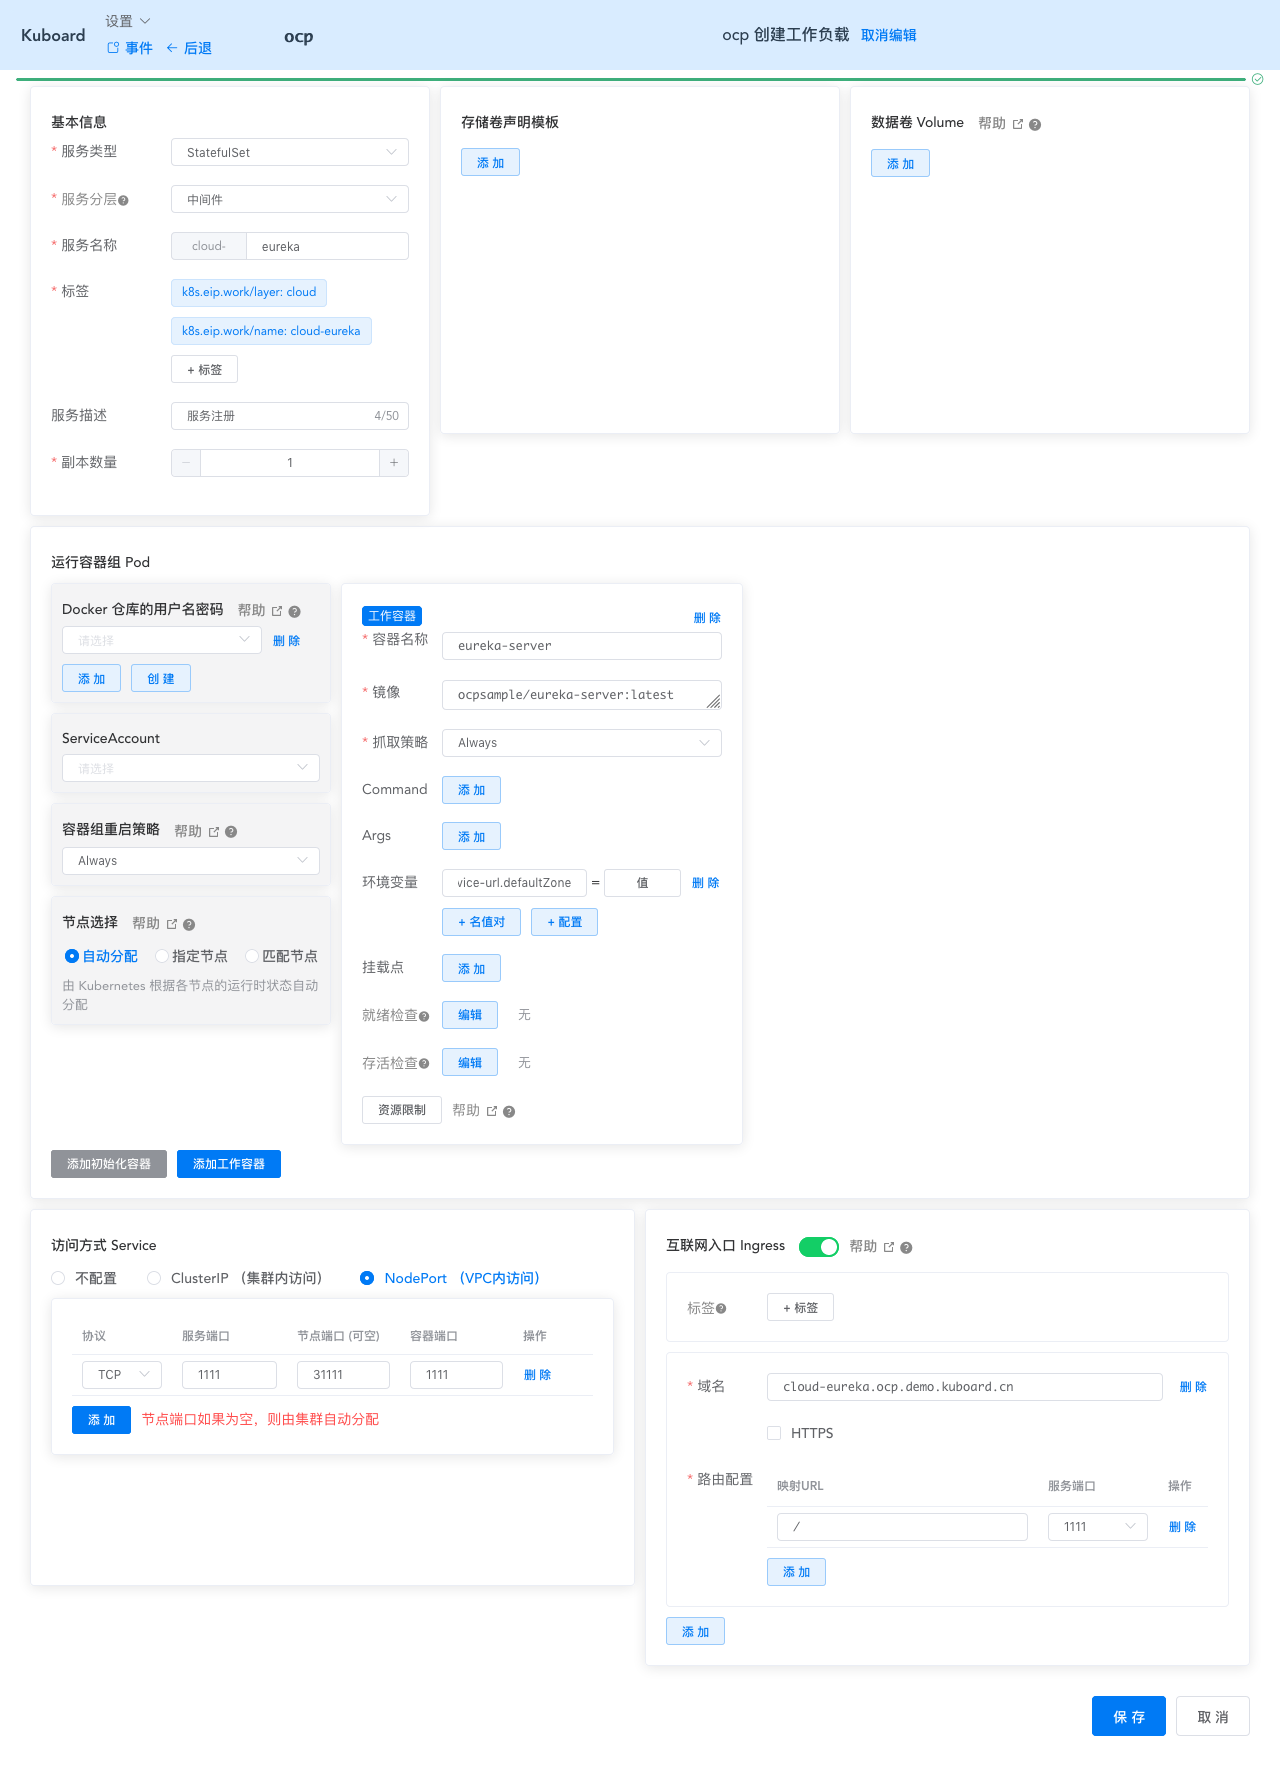 Kuboard 设置
事件 后退
ocp
ocp 创建工作负载 取消编辑
基本信息
* 服务类型 StatefulSet
* 服务分层 中间件
* 服务名称 cloud- eureka
* 标签 k8s.eip.work/layer: cloud
k8s.eip.work/name: cloud-eureka
+ 标签
服务描述 服务注册 4/50
* 副本数量 − 1 +
存储卷声明模板
添 加
数据卷 Volume 帮助
添 加
运行容器组 Pod
Docker 仓库的用户名密码 帮助
请选择 删 除
添 加 创 建
ServiceAccount
请选择
容器组重启策略 帮助
Always
节点选择 帮助
自动分配 指定节点 匹配节点
由 Kubernetes 根据各节点的运行时状态自动
分配
工作容器 删 除
* 容器名称 eureka-server
* 镜像 ocpsample/eureka-server:latest
* 抓取策略 Always
Command 添 加
Args 添 加
环境变量 vice-url.defaultZone = 值 删 除
+ 名值对 + 配置
挂载点 添 加
就绪检查 编辑 无
存活检查 编辑 无
资源限制 帮助
添加初始化容器 添加工作容器
访问方式 Service
不配置 ClusterIP （集群内访问） NodePort （VPC内访问）
协议 服务端口 节点端口 (可空) 容器端口 操作
TCP 1111 31111 1111 删 除
添 加 节点端口如果为空，则由集群自动分配
互联网入口 Ingress 帮助
标签 + 标签
* 域名 cloud-eureka.ocp.demo.kuboard.cn 删 除
HTTPS
* 路由配置 映射URL 服务端口 操作
/ 1111 删 除
添 加
添 加
保 存 取 消